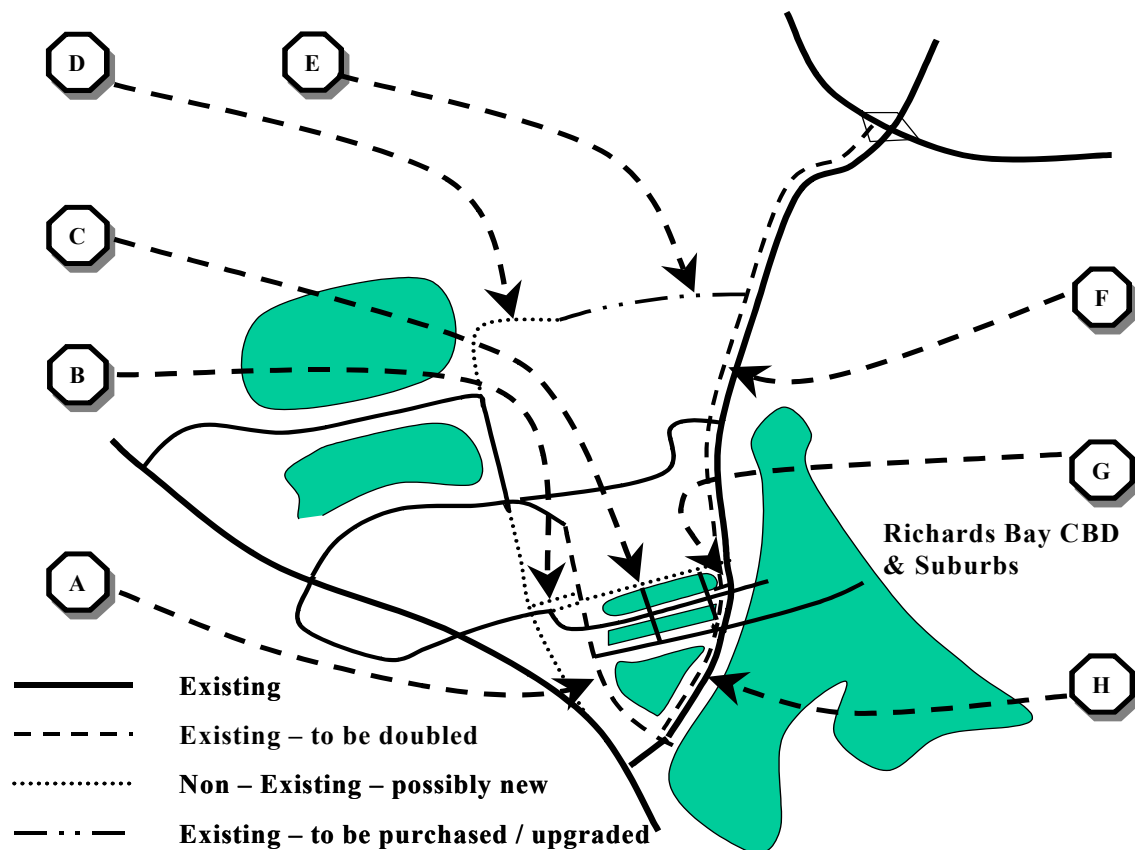 D
E
C
F
B
G
Richards Bay CBD
& Suburbs
A
H
Existing
Existing – to be doubled
Non – Existing – possibly new
Existing – to be purchased / upgraded